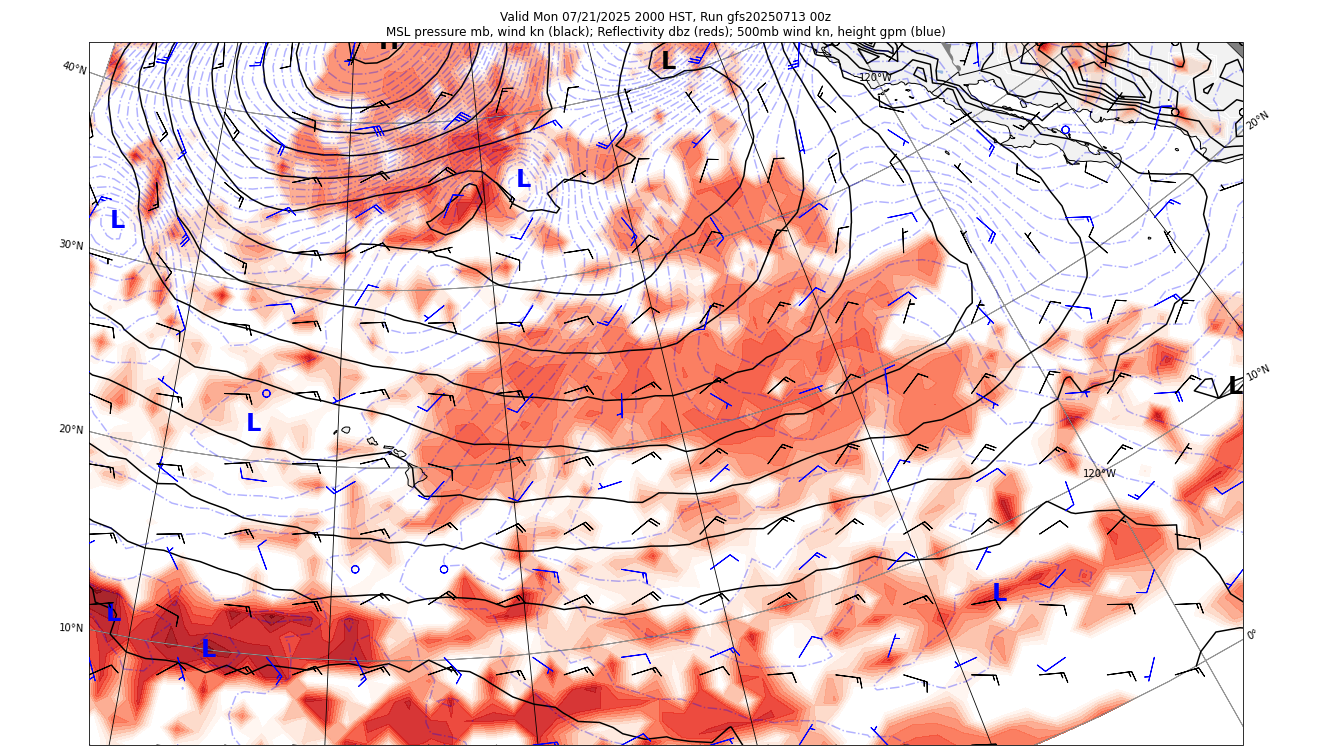 Valid Mon 07/21/2025 2000 HST, Run gfs20250713 00z
MSL pressure mb, wind kn (black); Reflectivity dbz (reds); 500mb wind kn, height gpm (blue)
H
L
40°N
120°W
20°N
L
L
30°N
10°N
L
L
20°N
120°W
L
L
10°N
L
0°